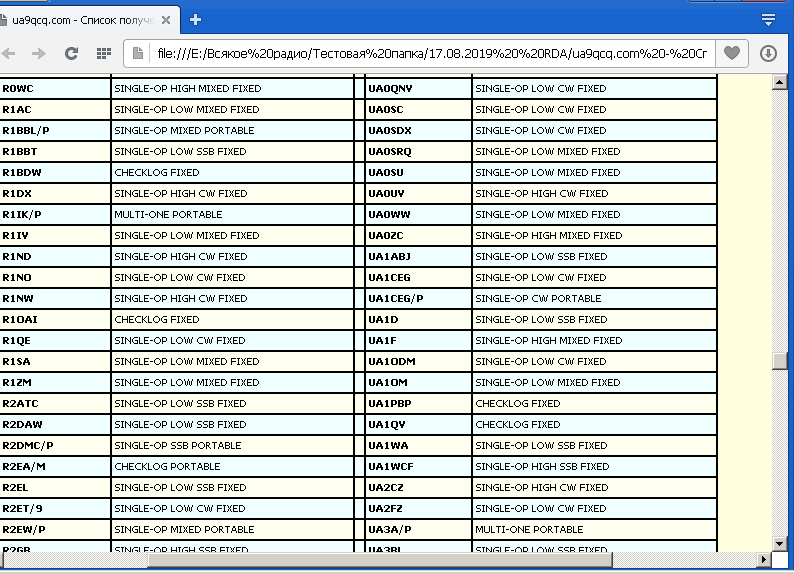 ua9qcq.com - Список получе
file:///E:/Всякое%20радио/Тестовая%20папка/17.08.2019%20%20RDA/ua9qcq.com%20-%20Сп
R0WC SINGLE-OP HIGH MIXED FIXED UA0QNY SINGLE-OP LOW CW FIXED
R1AC SINGLE-OP LOW MIXED FIXED UA0SC SINGLE-OP LOW CW FIXED
R1BBL/P SINGLE-OP MIXED PORTABLE UA0SDX SINGLE-OP LOW CW FIXED
R1BBT SINGLE-OP LOW SSB FIXED UA0SRQ SINGLE-OP LOW MIXED FIXED
R1BDW CHECKLOG FIXED UA0SU SINGLE-OP LOW MIXED FIXED
R1DX SINGLE-OP HIGH CW FIXED UA0UV SINGLE-OP HIGH CW FIXED
R1IK/P MULTI-ONE PORTABLE UA0WW SINGLE-OP LOW MIXED FIXED
R1IV SINGLE-OP LOW MIXED FIXED UA0ZC SINGLE-OP HIGH MIXED FIXED
R1ND SINGLE-OP HIGH CW FIXED UA1ABJ SINGLE-OP LOW SSB FIXED
R1NO SINGLE-OP LOW CW FIXED UA1CEG SINGLE-OP LOW CW FIXED
R1NW SINGLE-OP HIGH CW FIXED UA1CEG/P SINGLE-OP CW PORTABLE
R1OAI CHECKLOG FIXED UA1D SINGLE-OP LOW SSB FIXED
R1QE SINGLE-OP LOW CW FIXED UA1F SINGLE-OP HIGH MIXED FIXED
R1SA SINGLE-OP LOW MIXED FIXED UA1ODM SINGLE-OP LOW CW FIXED
R1ZM SINGLE-OP LOW MIXED FIXED UA1OM SINGLE-OP LOW MIXED FIXED
R2ATC SINGLE-OP LOW SSB FIXED UA1PBP CHECKLOG FIXED
R2DAW SINGLE-OP LOW SSB FIXED UA1QV CHECKLOG FIXED
R2DMC/P SINGLE-OP SSB PORTABLE UA1WA SINGLE-OP LOW SSB FIXED
R2EA/M CHECKLOG PORTABLE UA1WCF SINGLE-OP HIGH SSB FIXED
R2EL SINGLE-OP LOW SSB FIXED UA2CZ SINGLE-OP HIGH CW FIXED
R2ET/9 SINGLE-OP LOW CW FIXED UA2FZ SINGLE-OP LOW CW FIXED
R2EW/P SINGLE-OP MIXED PORTABLE UA3A/P MULTI-ONE PORTABLE
R2GB SINGLE-OP HIGH SSB FIXED SINGLE-OP LOW SSB FIXED